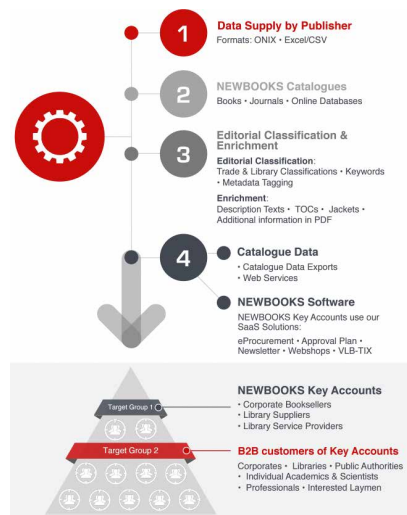 1
Data Supply by Publisher
Formats: ONIX • Excel/CSV
2
NEWBOOKS Catalogues
Books • Journals • Online Databases
3
Editorial Classification &
Enrichment
Editorial Classification:
Trade & Library Classifications • Keywords
• Metadata Tagging
Enrichment:
Description Texts • TOCs • Jackets •
Additional information in PDF
4
Catalogue Data
• Catalogue Data Exports
• Web Services
NEWBOOKS Software
NEWBOOKS Key Accounts use our
SaaS Solutions:
eProcurement • Approval Plan •
Newsletter • Webshops • VLB-TIX
NEWBOOKS Key Accounts
Target Group 1
• Corporate Booksellers
• Library Suppliers
• Library Service Providers
Target Group 2
B2B customers of Key Accounts
Corporates • Libraries • Public Authorities
• Individual Academics & Scientists
• Professionals • Interested Laymen